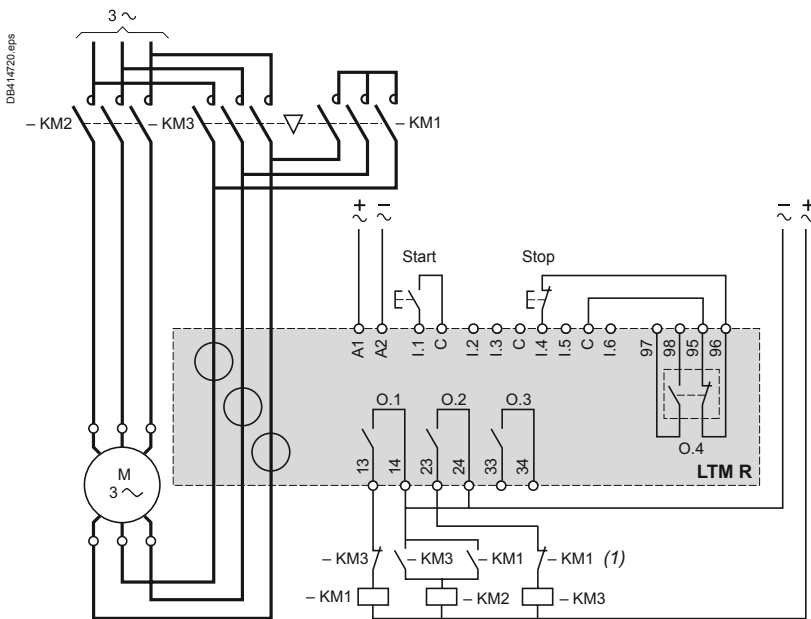 3 ∼
DB414720.eps
– KM2
– KM3
– KM1
+ ∼
– ∼
– ∼
+ ∼
Start
Stop
A1
A2
I.1
C
I.2
I.3
C
I.4
I.5
C
I.6
97
98
95
96
O.1
O.2
O.3
O.4
13
14
23
24
33
34
LTM R
M
3 ∼
– KM3
– KM3
– KM1
– KM1 (1)
– KM1
– KM2
– KM3